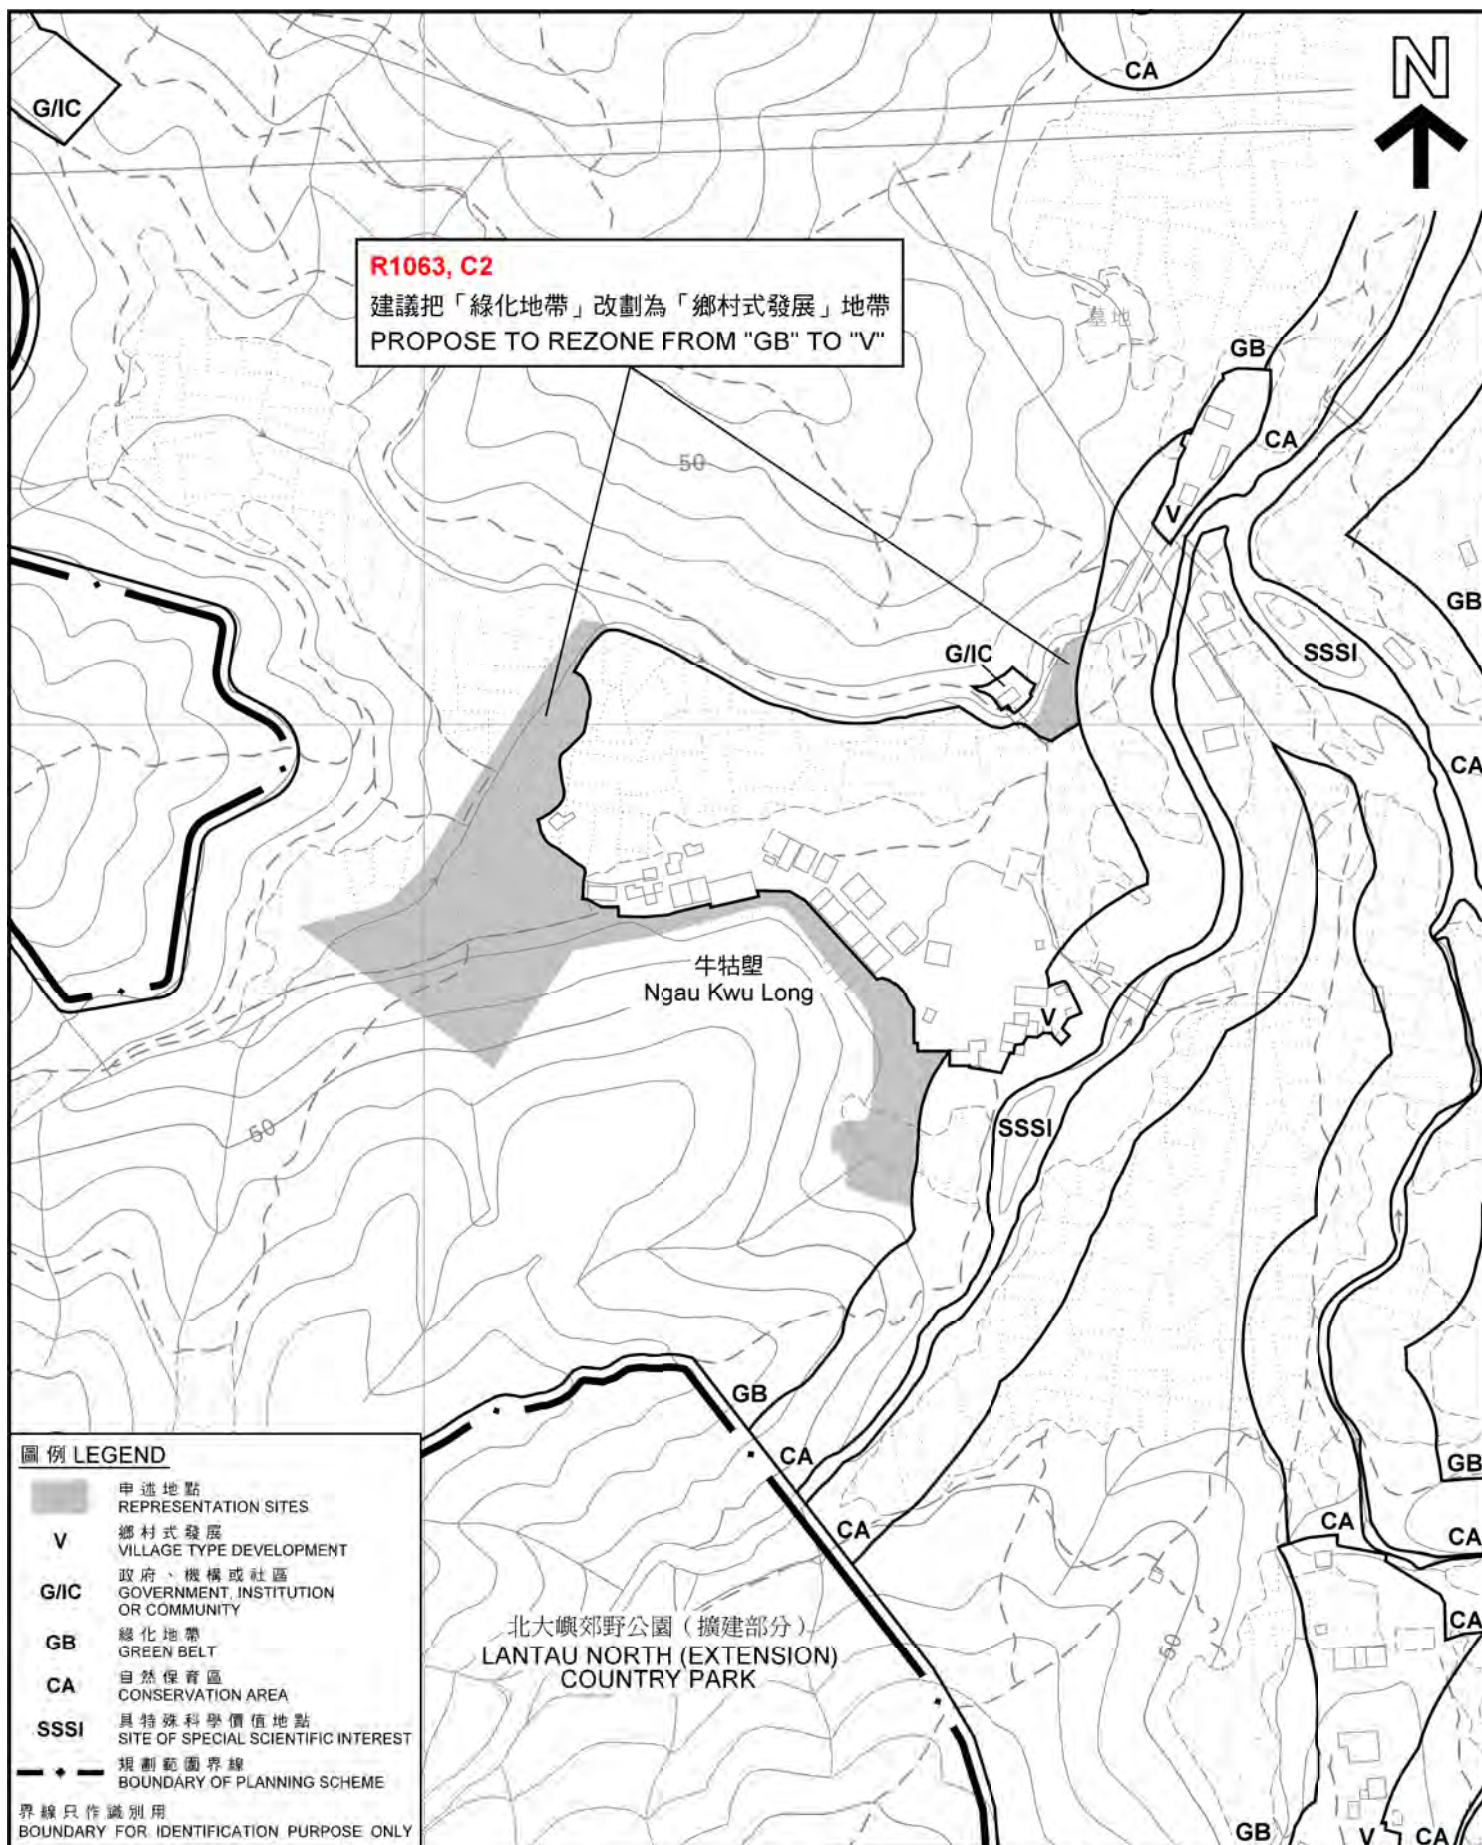 CA
N
G/IC
R1063, C2
建議把「綠化地帶」改劃為「鄉村式發展」地帶
PROPOSE TO REZONE FROM "GB" TO "V"
墓地
GB
CA
50
V
GB
G/IC
SSSI
CA
牛牯塱
Ngau Kwu Long
V
50
SSSI
GB
CA
GB
CA
CA
CA
CA
50
北大嶼郊野公園（擴建部分）
LANTAU NORTH (EXTENSION)
COUNTRY PARK
GB
V
CA
圖例 LEGEND
申述地點
REPRESENTATION SITES
V
鄉村式發展
VILLAGE TYPE DEVELOPMENT
G/IC
政府、機構或社區
GOVERNMENT, INSTITUTION
OR COMMUNITY
GB
綠化地帶
GREEN BELT
CA
自然保育區
CONSERVATION AREA
SSSI
具特殊科學價值地點
SITE OF SPECIAL SCIENTIFIC INTEREST
規劃範圍界線
BOUNDARY OF PLANNING SCHEME
界線只作識別用
BOUNDARY FOR IDENTIFICATION PURPOSE ONLY